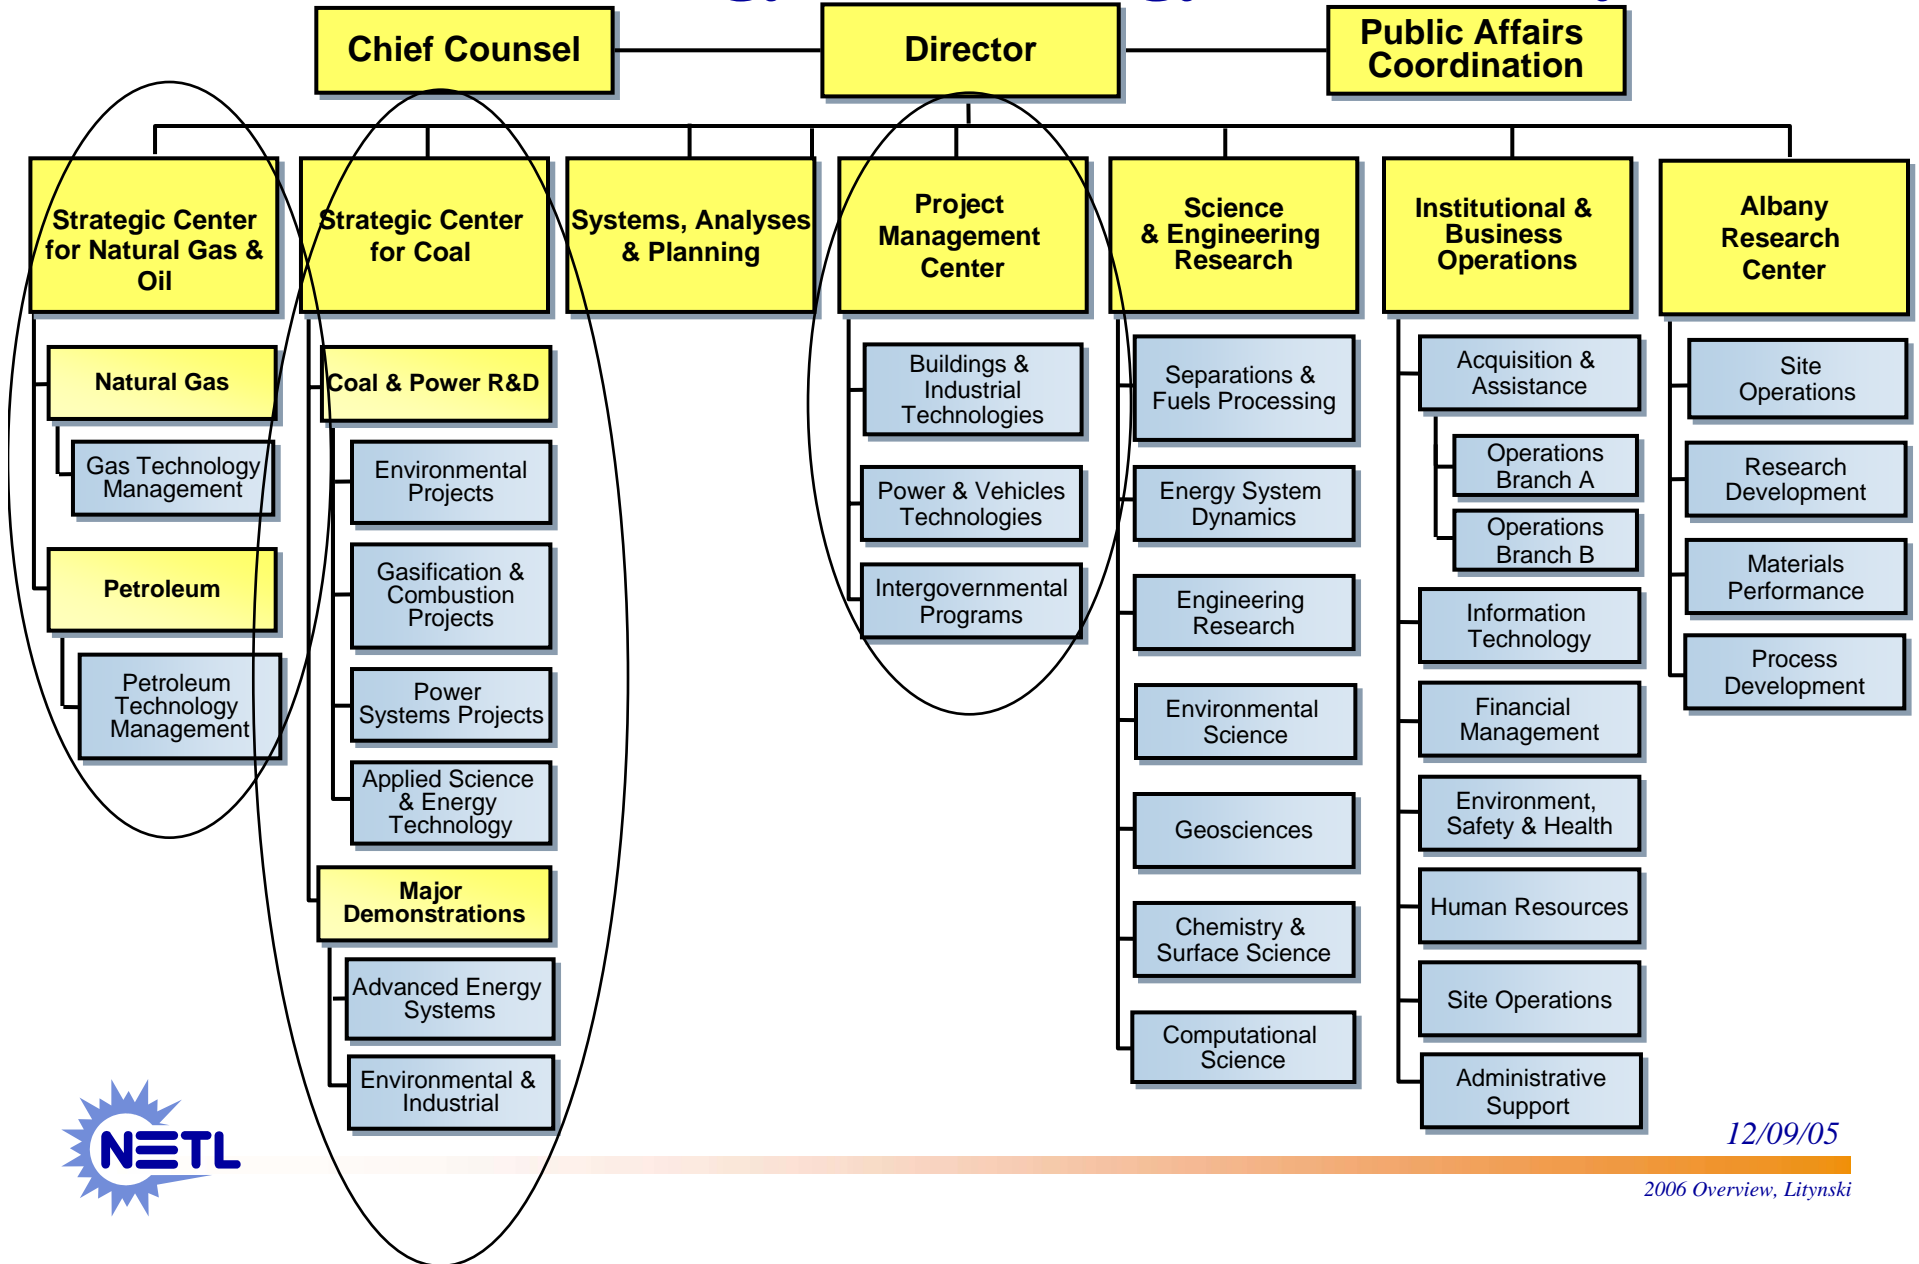 Chief Counsel
Director
Public Affairs
Coordination
Strategic Center
for Natural Gas &
Oil
Strategic Center
for Coal
Systems, Analyses
& Planning
Project
Management
Center
Science
& Engineering
Research
Institutional &
Business
Operations
Albany
Research
Center
Natural Gas
Gas Technology
Management
Petroleum
Petroleum
Technology
Management
Coal & Power R&D
Environmental
Projects
Gasification &
Combustion
Projects
Power
Systems Projects
Applied Science
& Energy
Technology
Major
Demonstrations
Advanced Energy
Systems
Environmental &
Industrial
Buildings &
Industrial
Technologies
Power & Vehicles
Technologies
Intergovernmental
Programs
Separations &
Fuels Processing
Energy System
Dynamics
Engineering
Research
Environmental
Science
Geosciences
Chemistry &
Surface Science
Computational
Science
Acquisition &
Assistance
Operations
Branch A
Operations
Branch B
Information
Technology
Financial
Management
Environment,
Safety & Health
Human Resources
Site Operations
Administrative
Support
Site
Operations
Research
Development
Materials
Performance
Process
Development
NETL
12/09/05
2006 Overview, Litynski